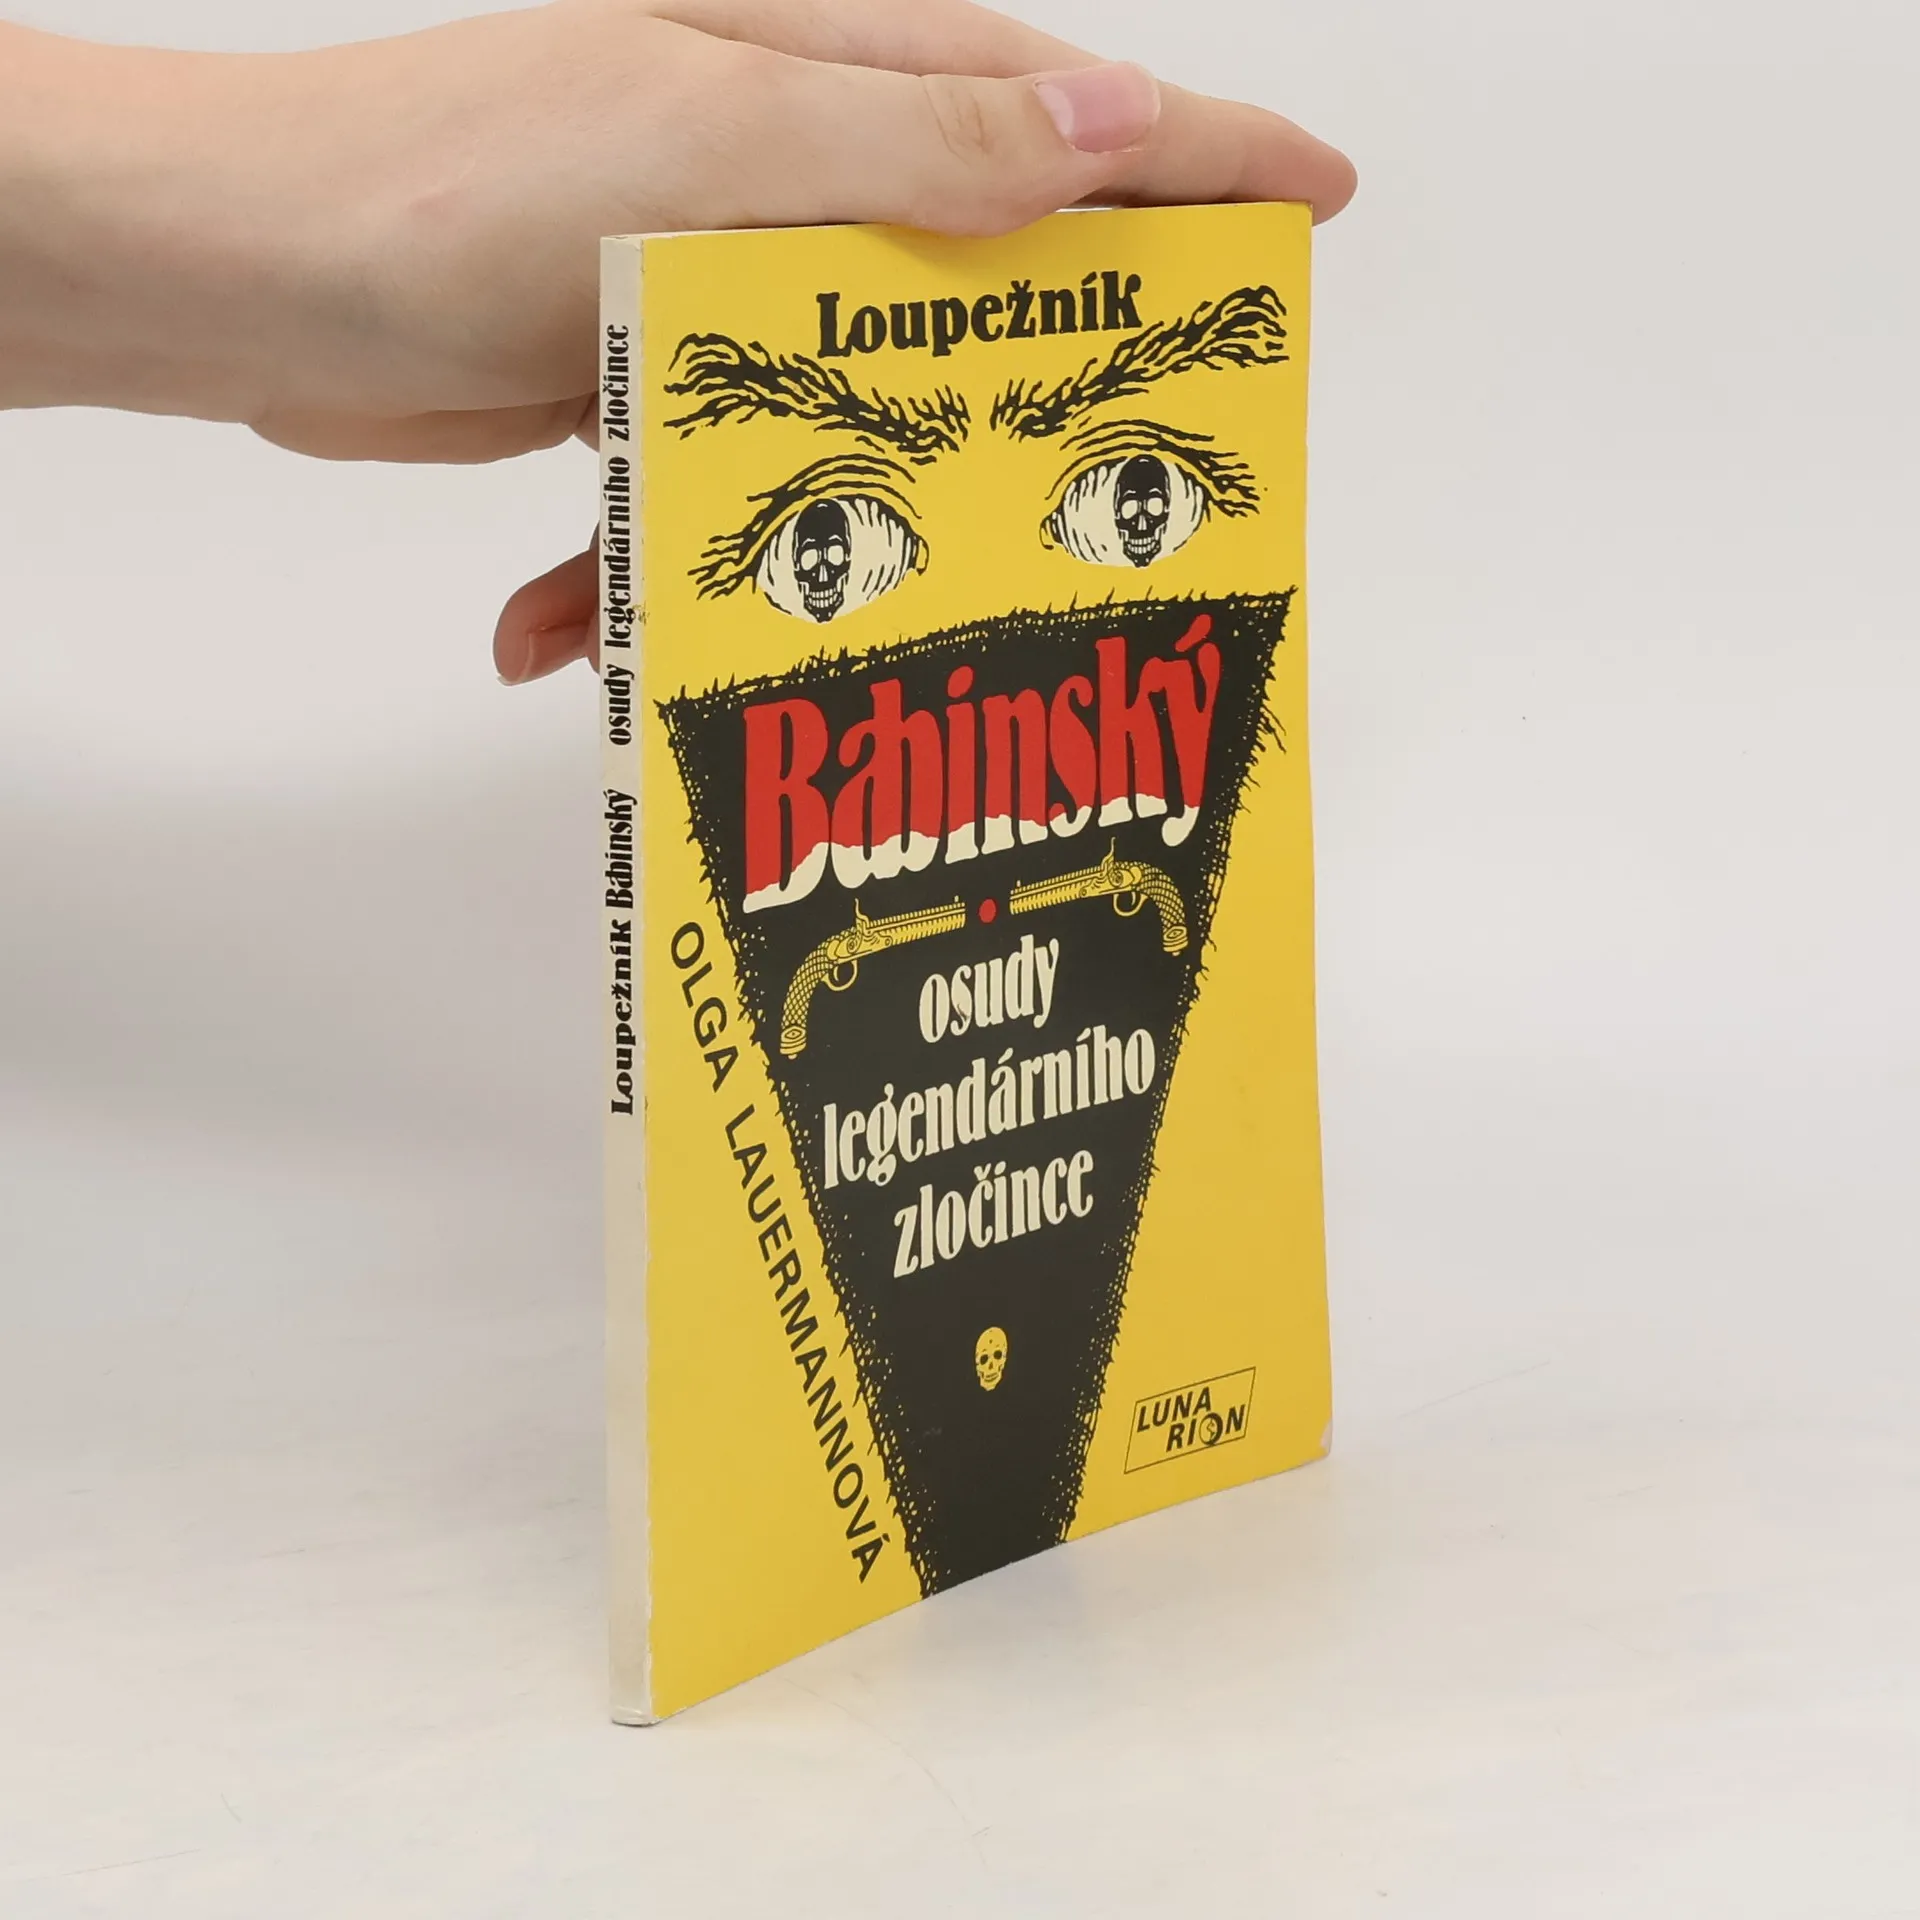 Loupežník
Babinský
osudy
legendárního
zločince
OLGA LAUERMANNOVÁ
LUNA
RION
Loupežník Babinský osudy legendárního zločince